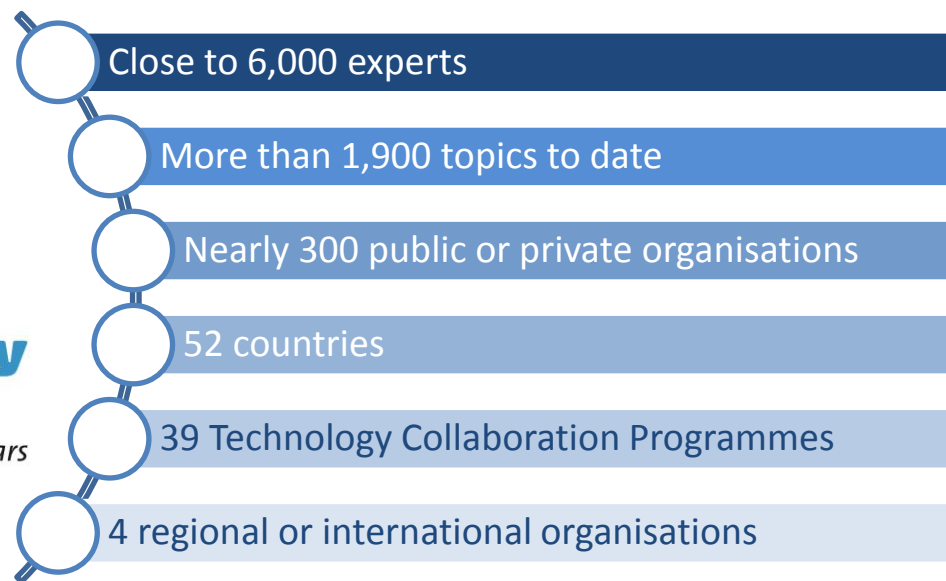 Close to 6,000 experts
More than 1,900 topics to date
Nearly 300 public or private organisations
52 countries
39 Technology Collaboration Programmes
4 regional or international organisations